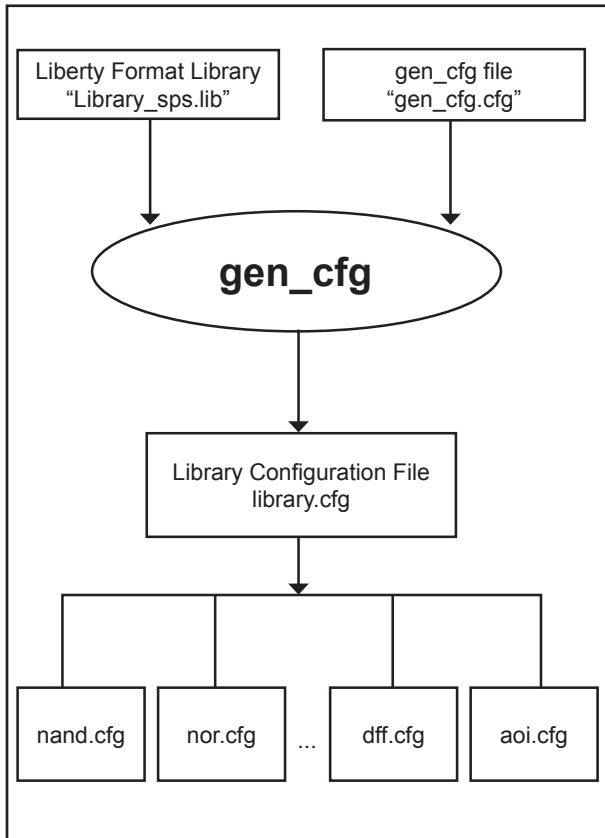 Liberty Format Library
“Library_sps.lib”
gen_cfg file
“gen_cfg.cfg”
gen_cfg
Library Configuration File
library.cfg
nand.cfg
nor.cfg
...
dff.cfg
aoi.cfg